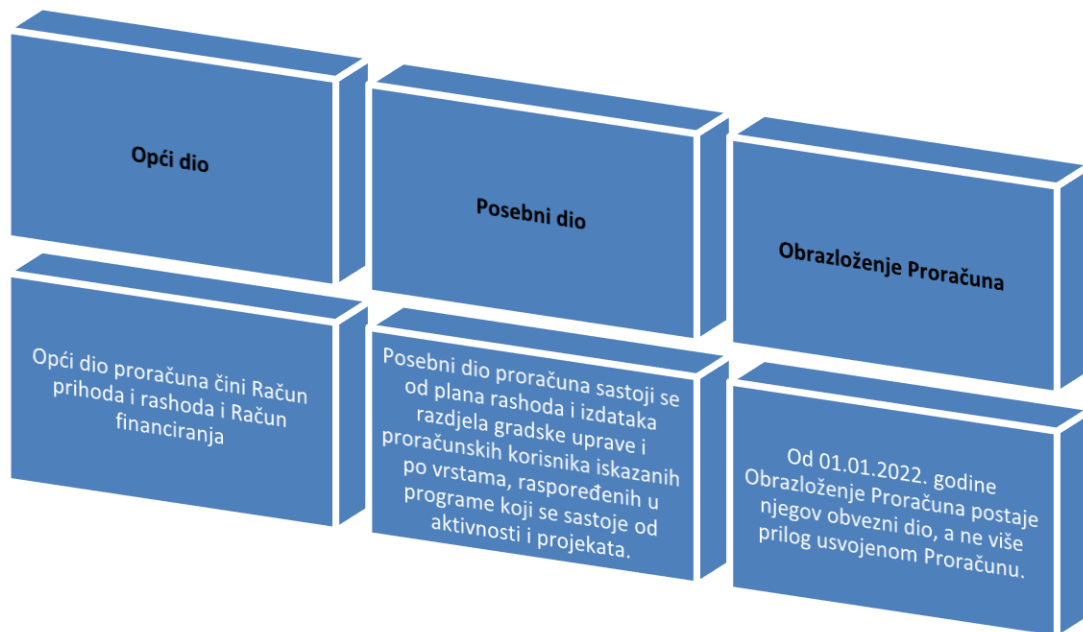 Opći dio
Posebni dio
Obrazloženje Proračuna
Opći dio proračuna čini Račun
prihoda i rashoda i Račun
financiranja
Posebni dio proračuna sastoji se
od plana rashoda i izdataka
razdjela gradske uprave i
proračunskih korisnika iskazanih
po vrstama, raspoređenih u
programe koji se sastoje od
aktivnosti i projekata.
Od 01.01.2022. godine
Obrazloženje Proračuna postaje
njegov obvezni dio, a ne više
prilog usvojenom Proračunu.